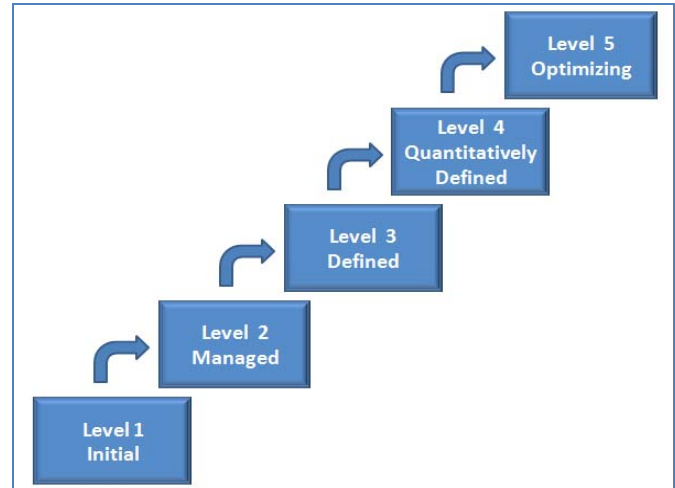 Level 5
Optimizing
Level 4
Quantitatively
Defined
Level 3
Defined
Level 2
Managed
Level 1
Initial